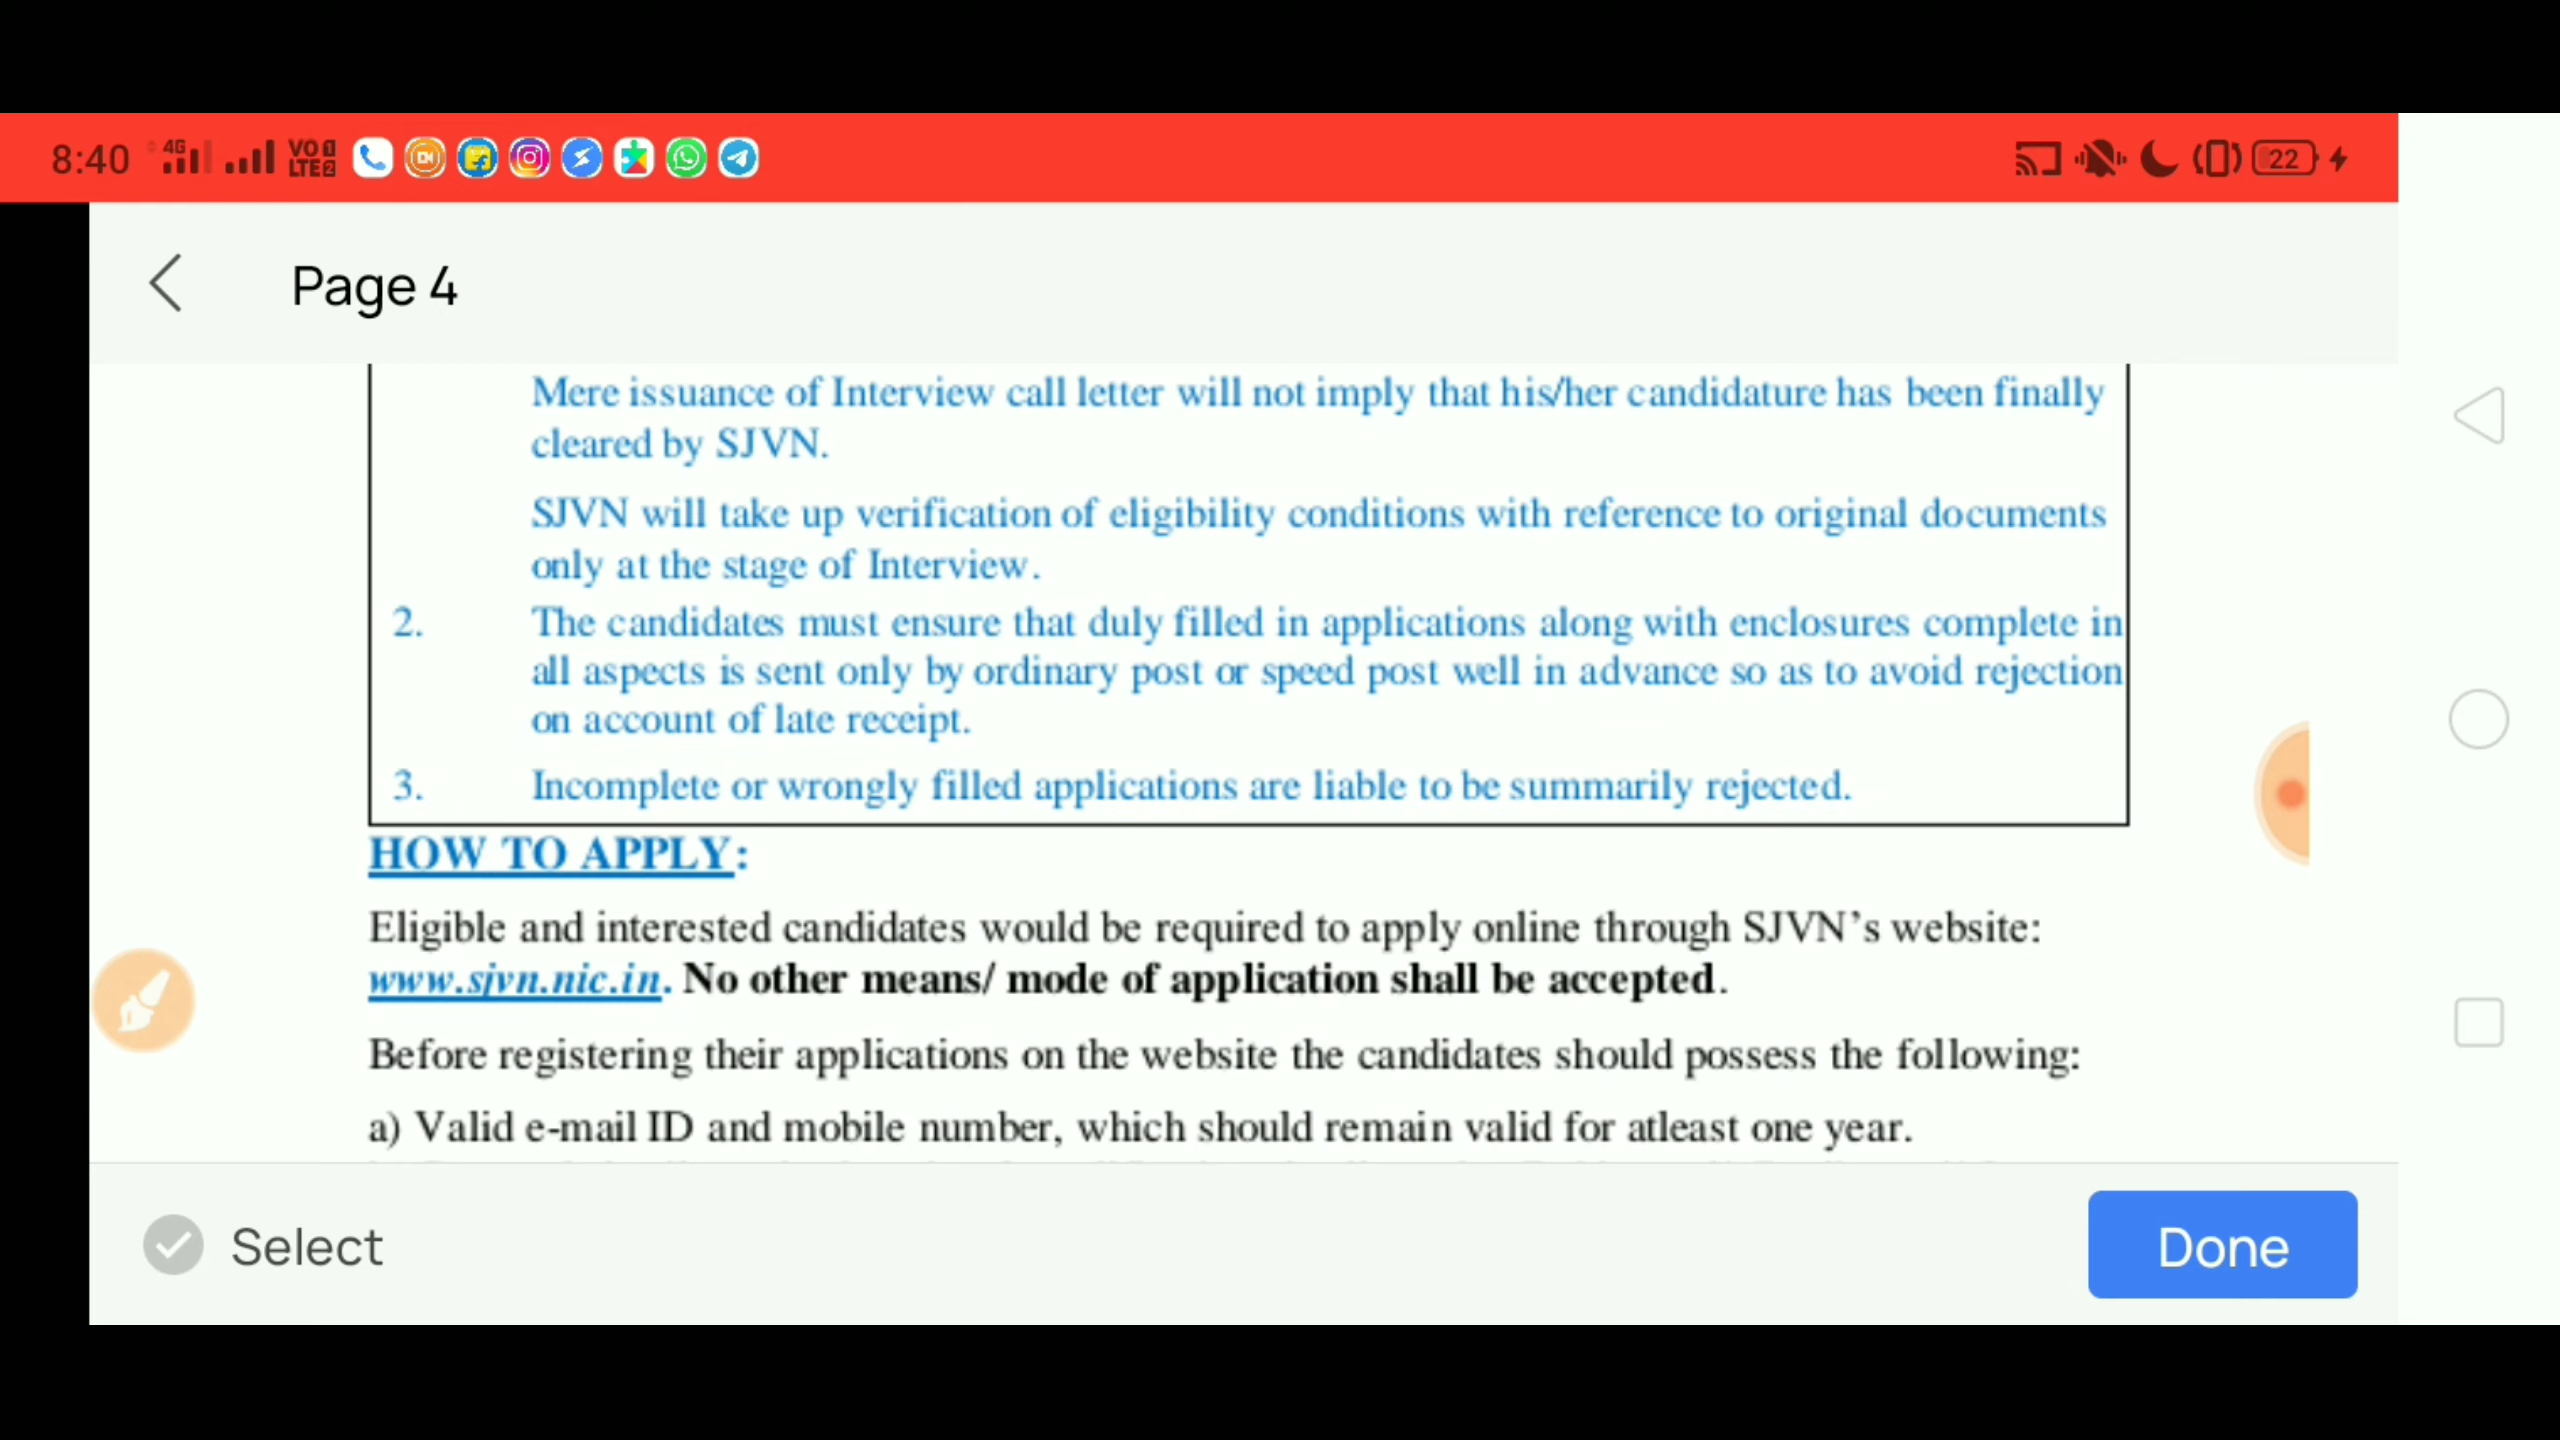 8:40 4G VO 1 LTE 2 22
Page 4
Mere issuance of Interview call letter will not imply that his/her candidature has been finally
cleared by SJVN.
SJVN will take up verification of eligibility conditions with reference to original documents
only at the stage of Interview.
2. The candidates must ensure that duly filled in applications along with enclosures complete in
all aspects is sent only by ordinary post or speed post well in advance so as to avoid rejection
on account of late receipt.
3. Incomplete or wrongly filled applications are liable to be summarily rejected.
HOW TO APPLY:
Eligible and interested candidates would be required to apply online through SJVN’s website:
www.sjvn.nic.in. No other means/ mode of application shall be accepted.
Before registering their applications on the website the candidates should possess the following:
a) Valid e-mail ID and mobile number, which should remain valid for atleast one year.
Select Done